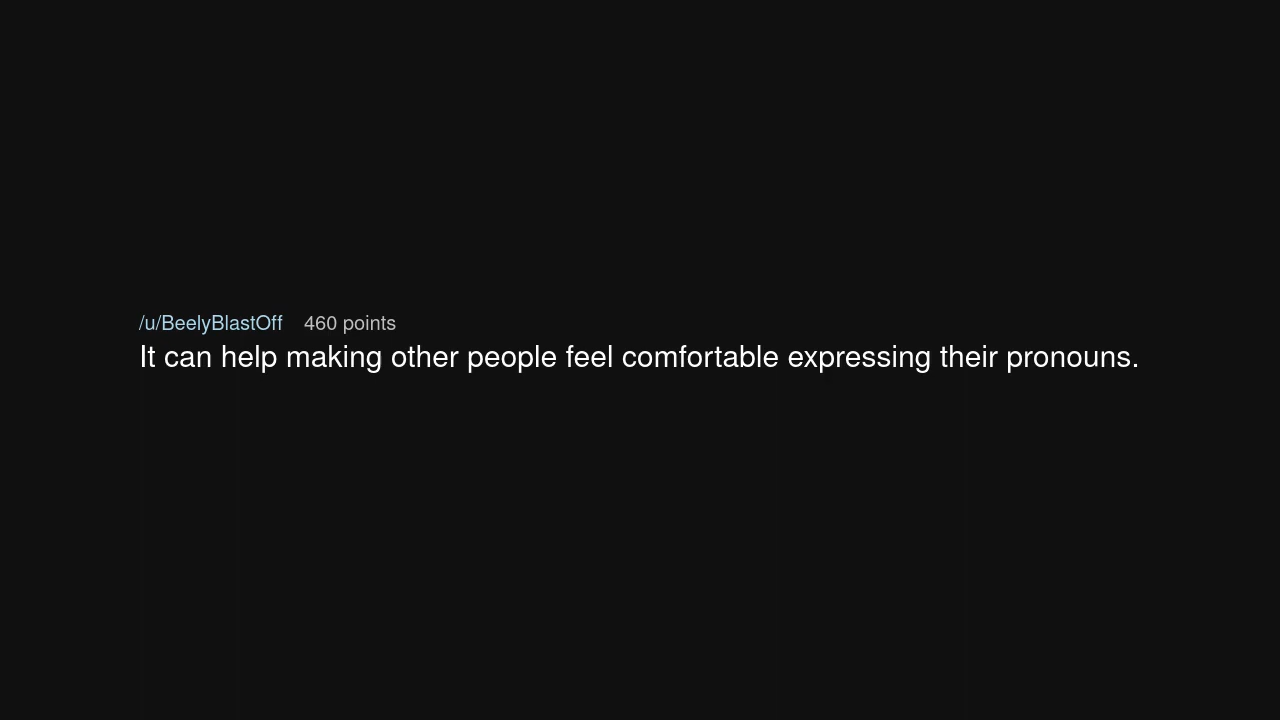 /u/BeelyBlastOff 460 points
It can help making other people feel comfortable expressing their pronouns.